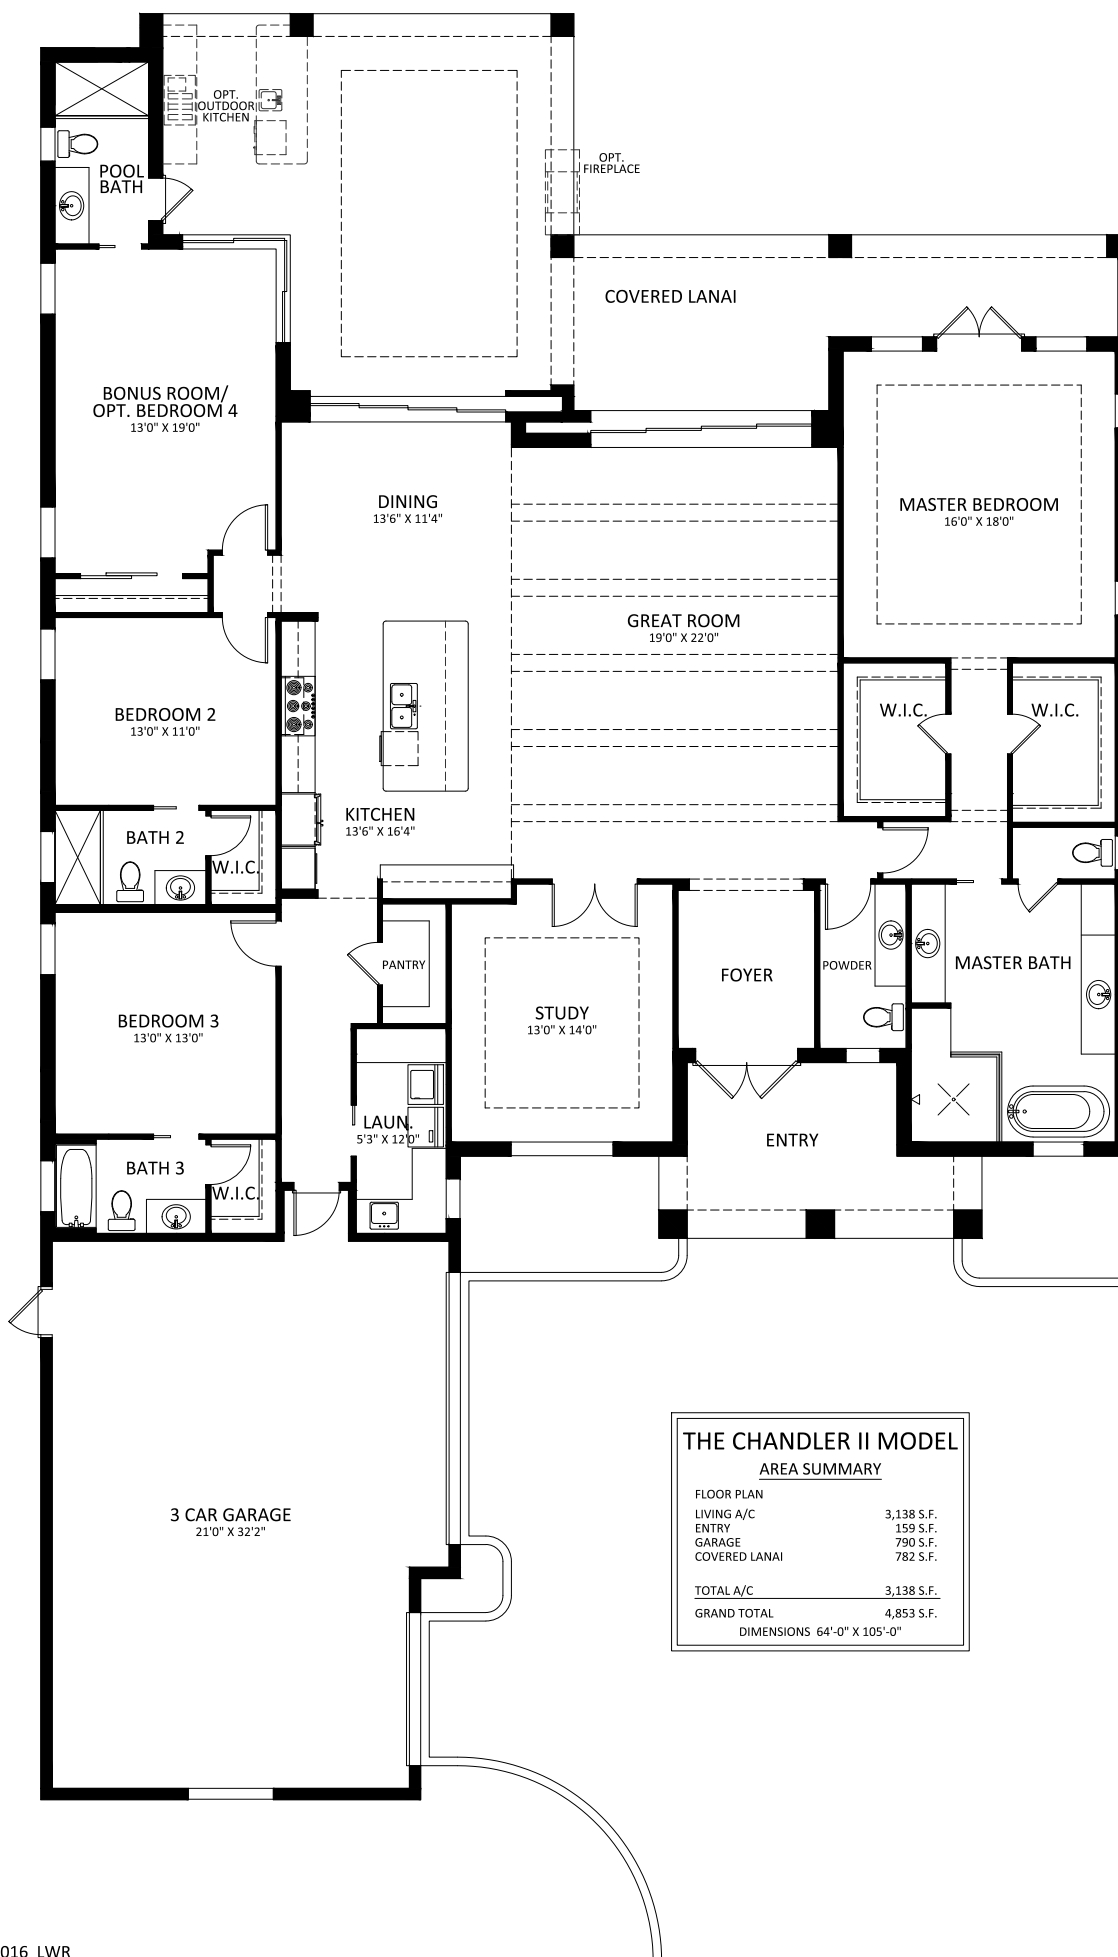 OPT.
OUTDOOR
KITCHEN
OPT.
FIREPLACE
POOL
BATH
COVERED LANAI
BONUS ROOM/
OPT. BEDROOM 4
13'0" X 19'0"
DINING
13'6" X 11'4"
MASTER BEDROOM
16'0" X 18'0"
GREAT ROOM
19'0" X 22'0"
BEDROOM 2
13'0" X 11'0"
W.I.C.
W.I.C.
KITCHEN
13'6" X 16'4"
BATH 2
W.I.C.
PANTRY
POWDER
MASTER BATH
FOYER
STUDY
13'0" X 14'0"
BEDROOM 3
13'0" X 13'0"
LAUN.
5'3" X 12'0"
ENTRY
BATH 3
W.I.C.
3 CAR GARAGE
21'0" X 32'2"
THE CHANDLER II MODEL
AREA SUMMARY
FLOOR PLAN
LIVING A/C 3,138 S.F.
ENTRY 159 S.F.
GARAGE 790 S.F.
COVERED LANAI 782 S.F.
TOTAL A/C 3,138 S.F.
GRAND TOTAL 4,853 S.F.
DIMENSIONS 64'-0" X 105'-0"
016 LWR